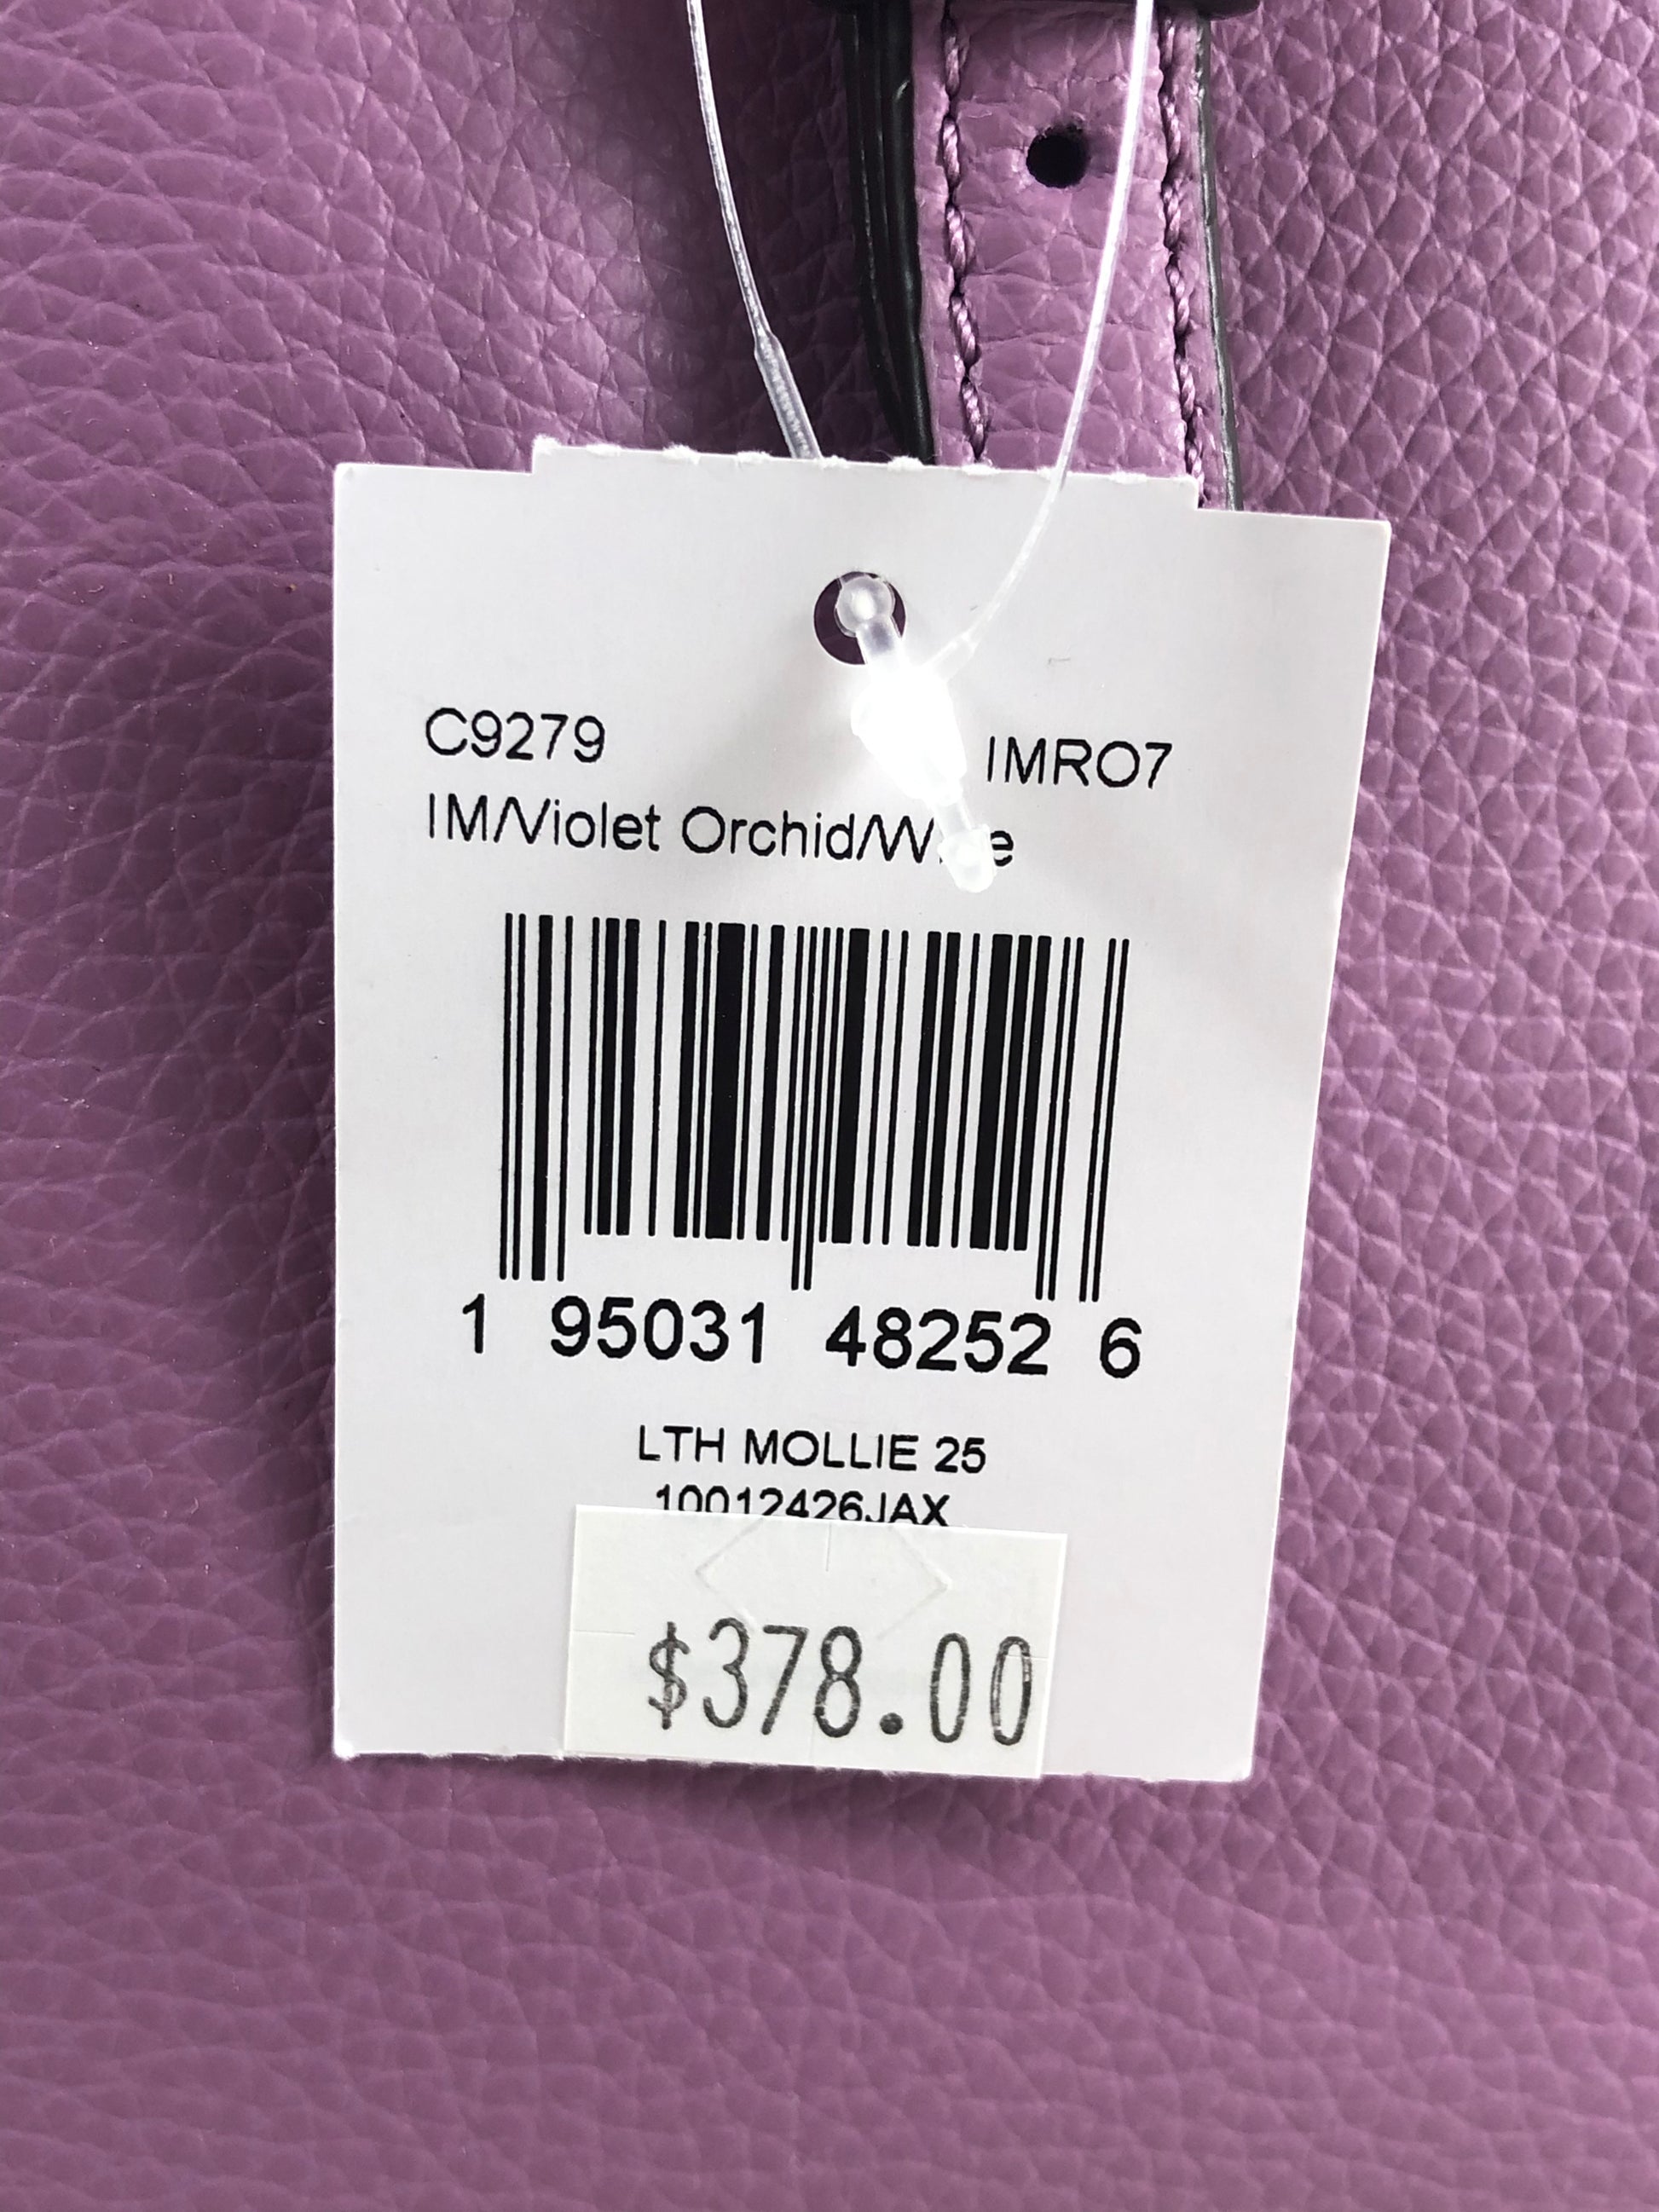 C9279 IMRO7
IM/Violet Orchid/
1 95031 48252 6
LTH MOLLIE 25
10012426JAX
$378.00